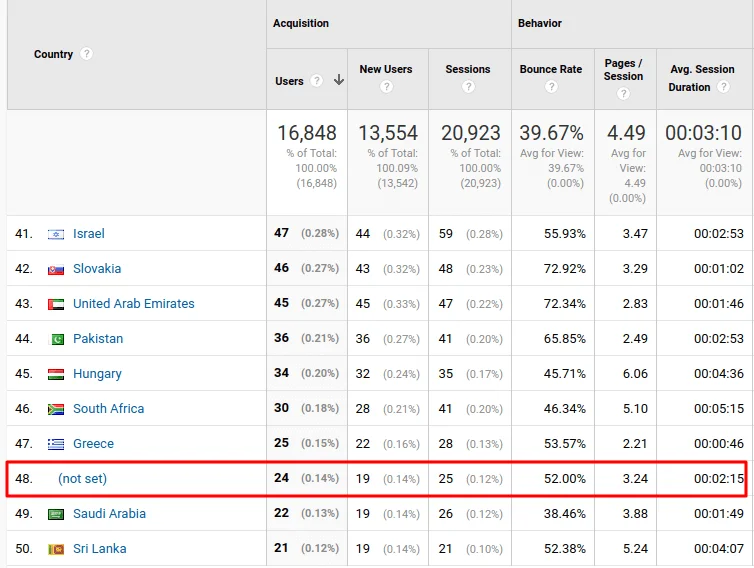 Country ?
Acquisition
Behavior
Users ?
New Users ?
Sessions ?
Bounce Rate ?
Pages / Session ?
Avg. Session Duration ?
16,848 % of Total: 100.00% (16,848)
13,554 % of Total: 100.09% (13,542)
20,923 % of Total: 100.00% (20,923)
39.67% Avg for View: 39.67% (0.00%)
4.49 Avg for View: 4.49 (0.00%)
00:03:10 Avg for View: 00:03:10 (0.00%)
41. Israel 47 (0.28%) 44 (0.32%) 59 (0.28%) 55.93% 3.47 00:02:53
42. Slovakia 46 (0.27%) 43 (0.32%) 48 (0.23%) 72.92% 3.29 00:01:02
43. United Arab Emirates 45 (0.27%) 45 (0.33%) 47 (0.22%) 72.34% 2.83 00:01:46
44. Pakistan 36 (0.21%) 36 (0.27%) 41 (0.20%) 65.85% 2.49 00:02:53
45. Hungary 34 (0.20%) 32 (0.24%) 35 (0.17%) 45.71% 6.06 00:04:36
46. South Africa 30 (0.18%) 28 (0.21%) 41 (0.20%) 46.34% 5.10 00:05:15
47. Greece 25 (0.15%) 22 (0.16%) 28 (0.13%) 53.57% 2.21 00:00:46
48. (not set) 24 (0.14%) 19 (0.14%) 25 (0.12%) 52.00% 3.24 00:02:15
49. Saudi Arabia 22 (0.13%) 19 (0.14%) 26 (0.12%) 38.46% 3.88 00:01:49
50. Sri Lanka 21 (0.12%) 19 (0.14%) 21 (0.10%) 52.38% 5.24 00:04:07